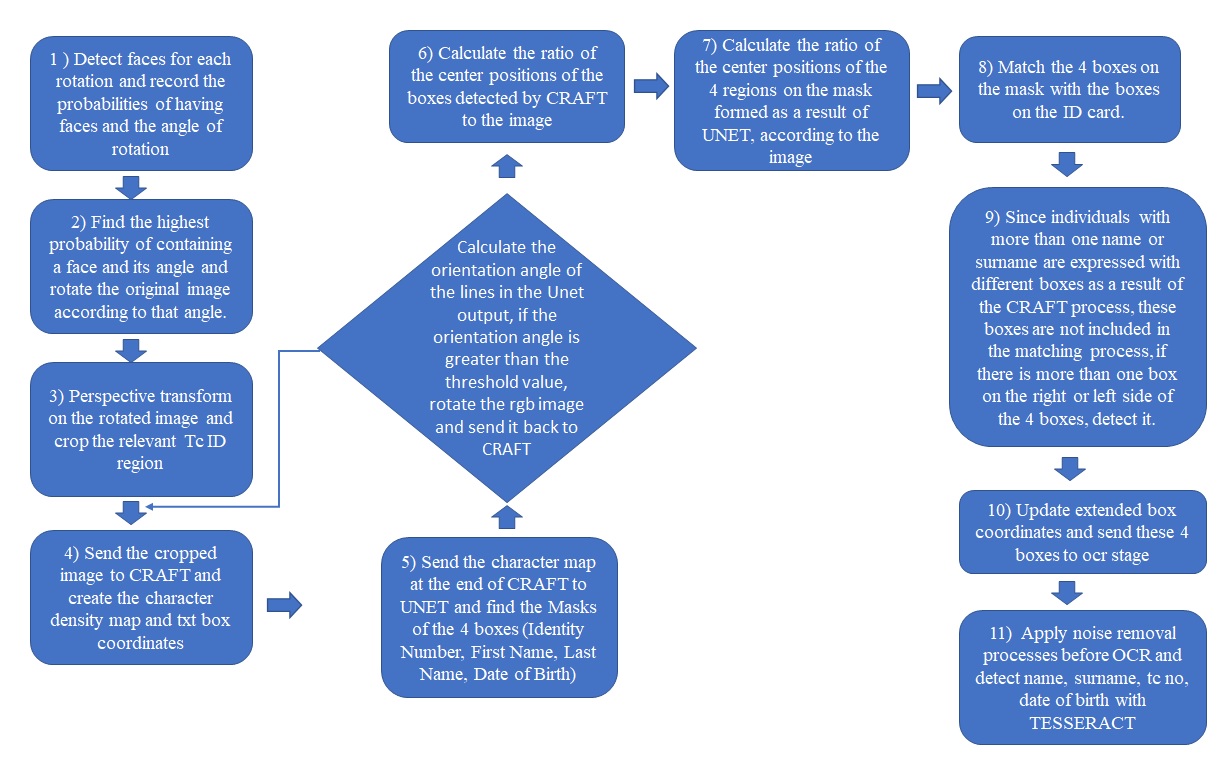 1 ) Detect faces for each
rotation and record the
probabilities of having
faces and the angle of
rotation
2) Find the highest
probability of containing
a face and its angle and
rotate the original image
according to that angle.
3) Perspective transform
on the rotated image and
crop the relevant Tc ID
region
4) Send the cropped
image to CRAFT and
create the character
density map and txt box
coordinates
5) Send the character map
at the end of CRAFT to
UNET and find the Masks
of the 4 boxes (Identity
Number, First Name, Last
Name, Date of Birth)
Calculate the
orientation angle of
the lines in the Unet
output, if the
orientation angle is
greater than the
threshold value,
rotate the rgb image
and send it back to
CRAFT
6) Calculate the ratio of
the center positions of the
boxes detected by CRAFT
to the image
7) Calculate the ratio of
the center positions of the
4 regions on the mask
formed as a result of
UNET, according to the
image
8) Match the 4 boxes on
the mask with the boxes
on the ID card.
9) Since individuals with
more than one name or
surname are expressed with
different boxes as a result of
the CRAFT process, these
boxes are not included in
the matching process, if
there is more than one box
on the right or left side of
the 4 boxes, detect it.
10) Update extended box
coordinates and send these 4
boxes to ocr stage
11) Apply noise removal
processes before OCR and
detect name, surname, tc no,
date of birth with
TESSERACT